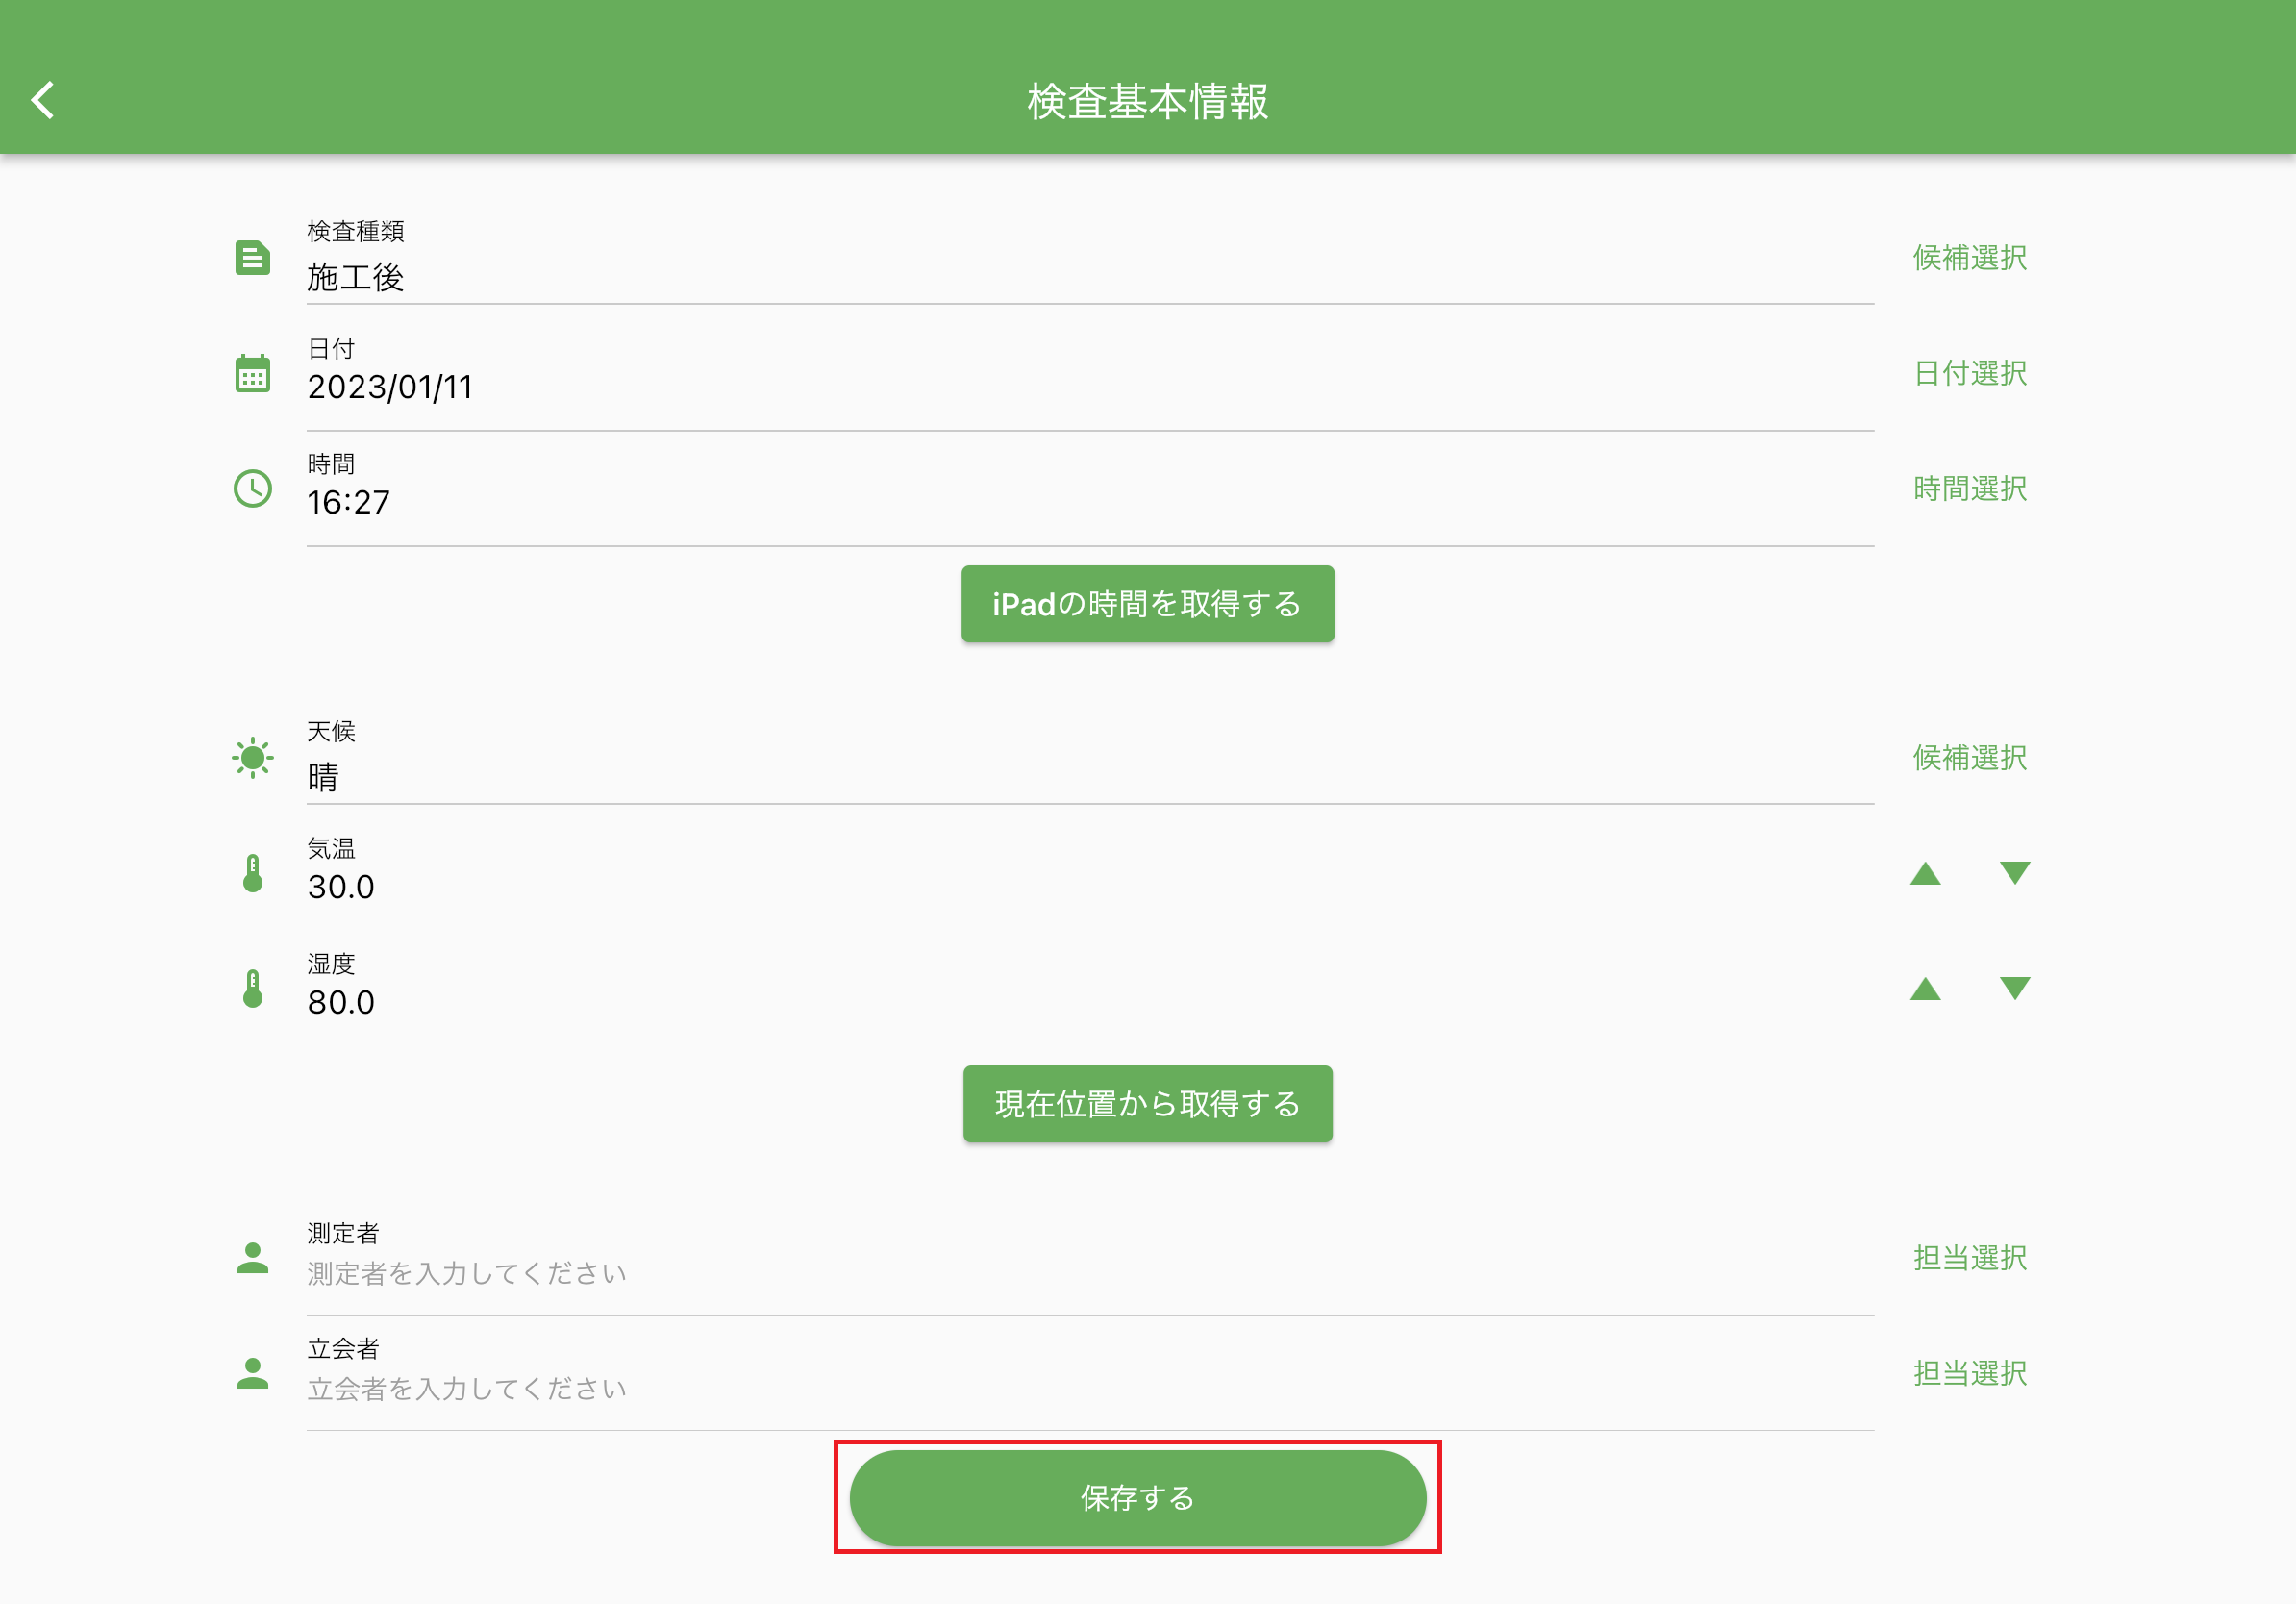 検査基本情報
検査種類
施工後
候補選択
日付
2023/01/11
日付選択
時間
16:27
時間選択
iPadの時間を取得する
天候
晴
候補選択
気温
30.0
湿度
80.0
現在位置から取得する
測定者
測定者を入力してください
担当選択
立会者
立会者を入力してください
担当選択
保存する